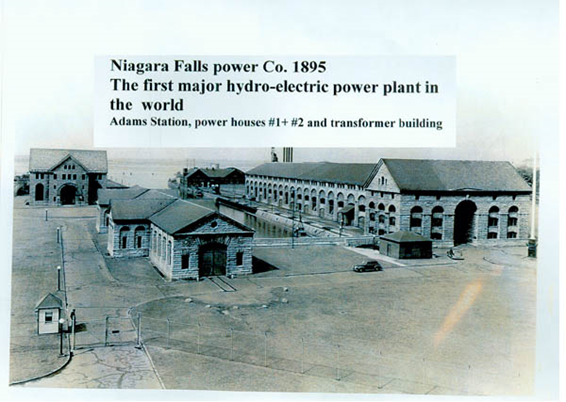 Niagara Falls power Co. 1895
The first major hydro-electric power plant in
the world
Adams Station, power houses #1+ #2 and transformer building